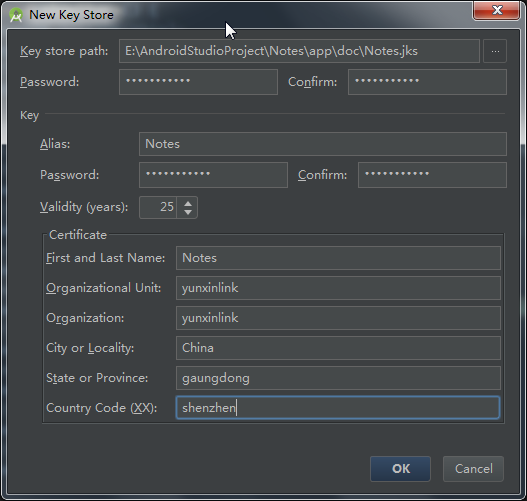 New Key Store
Key store path: E:\AndroidStudioProject\Notes\app\doc\Notes.jks ...
Password: ••••••••••• Confirm: •••••••••••
Key
Alias: Notes
Password: ••••••••••• Confirm: •••••••••••
Validity (years): 25
Certificate
First and Last Name: Notes
Organizational Unit: yunxinlink
Organization: yunxinlink
City or Locality: China
State or Province: gaungdong
Country Code (XX): shenzhen
OK Cancel